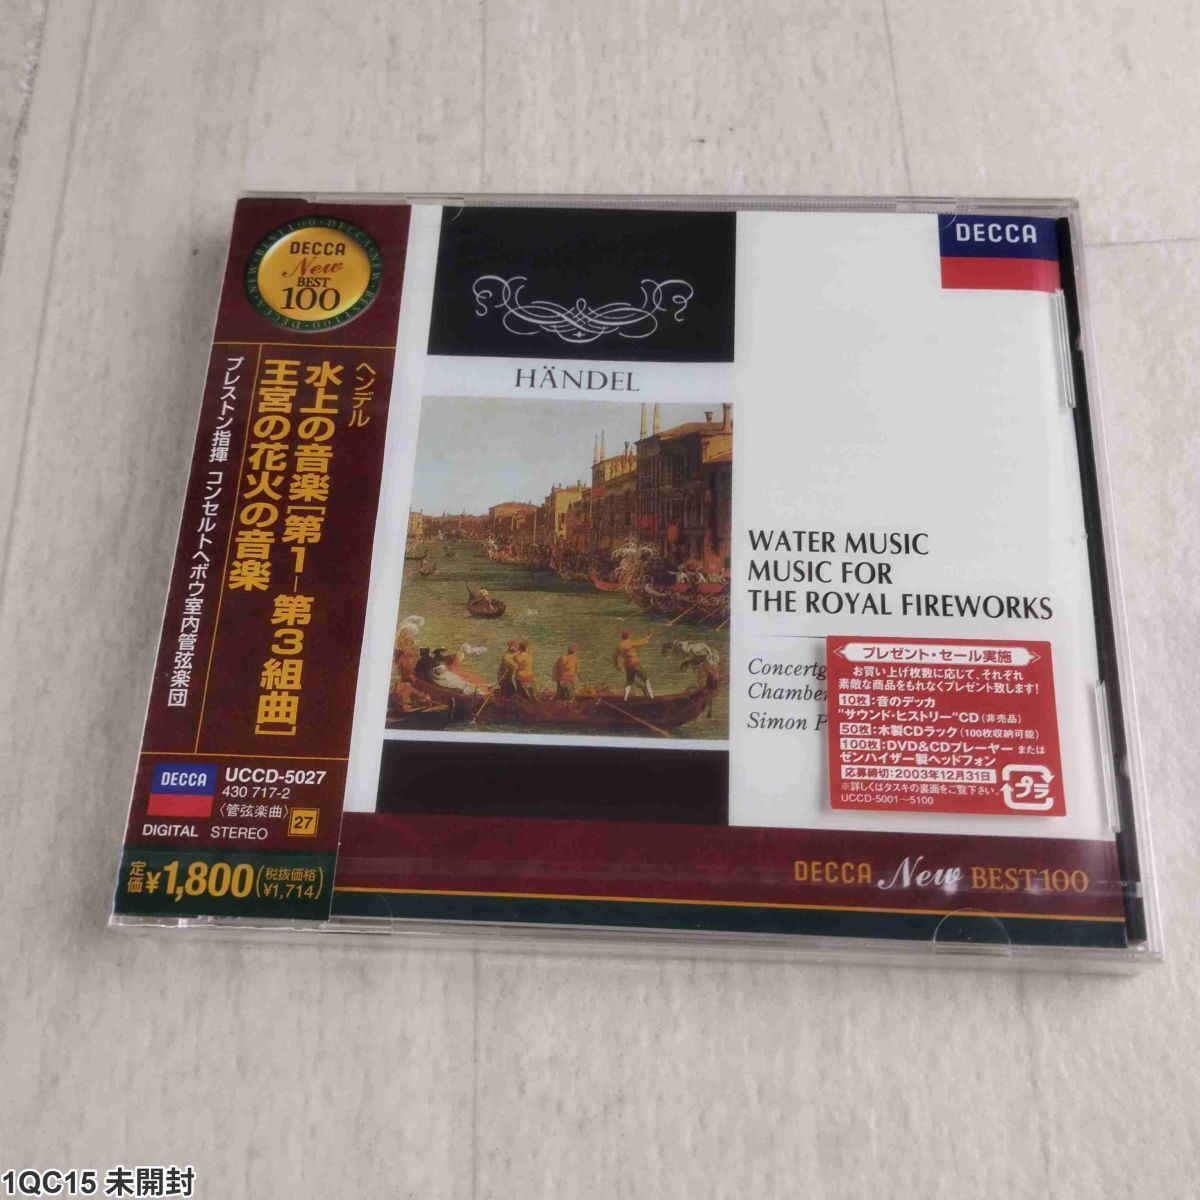 DECCA
New
BEST
100
ヘンデル
水上の音楽[第1-第3組曲]
王宮の花火の音楽
プレストン指揮 コンセルトヘボウ室内管弦楽団
DECCA
UCCD-5027
430 717-2
〈管弦楽曲〉 27
DIGITAL STEREO
定価¥1,800(税抜価格¥1,714)
HÄNDEL
DECCA
WATER MUSIC
MUSIC FOR
THE ROYAL FIREWORKS
Chamber
Simon P
プレゼント・セール実施
お買い上げ枚数に応じて、それぞれ
素敵な商品をもれなくプレゼント致します!
10枚:音のデッカ
"サウンド・ヒストリー"CD(非売品)
50枚:木製CDラック(100枚収納可能)
100枚:DVD&CDプレーヤー または
ゼンハイザー製ヘッドフォン
応募締切:2003年12月31日
※詳しくはタスキの裏面をご覧下さい。
UCCD-5001〜5100
プラ
DECCA New BEST100
1QC15 未開封